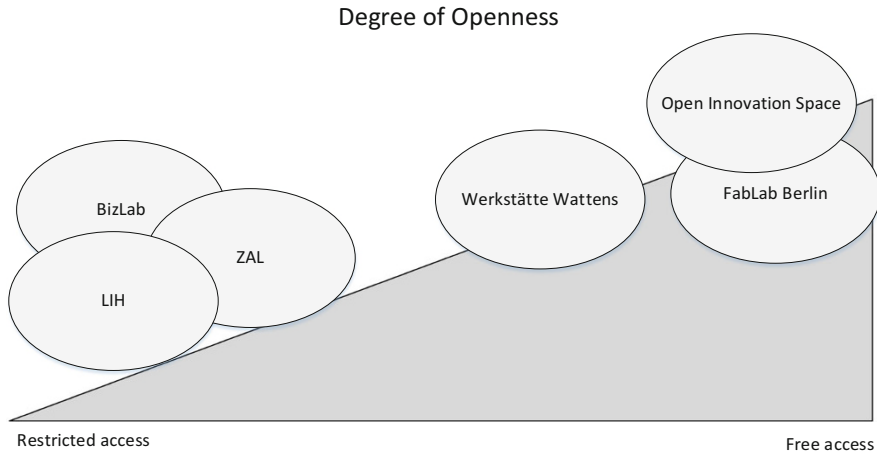 Degree of Openness
Open Innovation Space
Werkstätte Wattens
FabLab Berlin
BizLab
ZAL
LIH
Restricted access
Free access